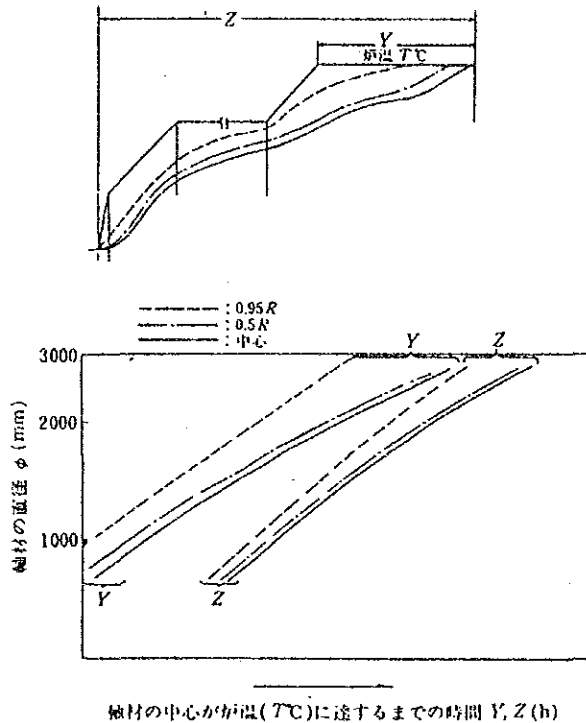 Z
Y
炉温 T℃
: 0.95R
: 0.5R
: 中心
3000
2000
1000
軸材の直径 φ (mm)
Y
Z
Y
Z
軸材の中心が炉温(T℃)に達するまでの時間 Y, Z (h)